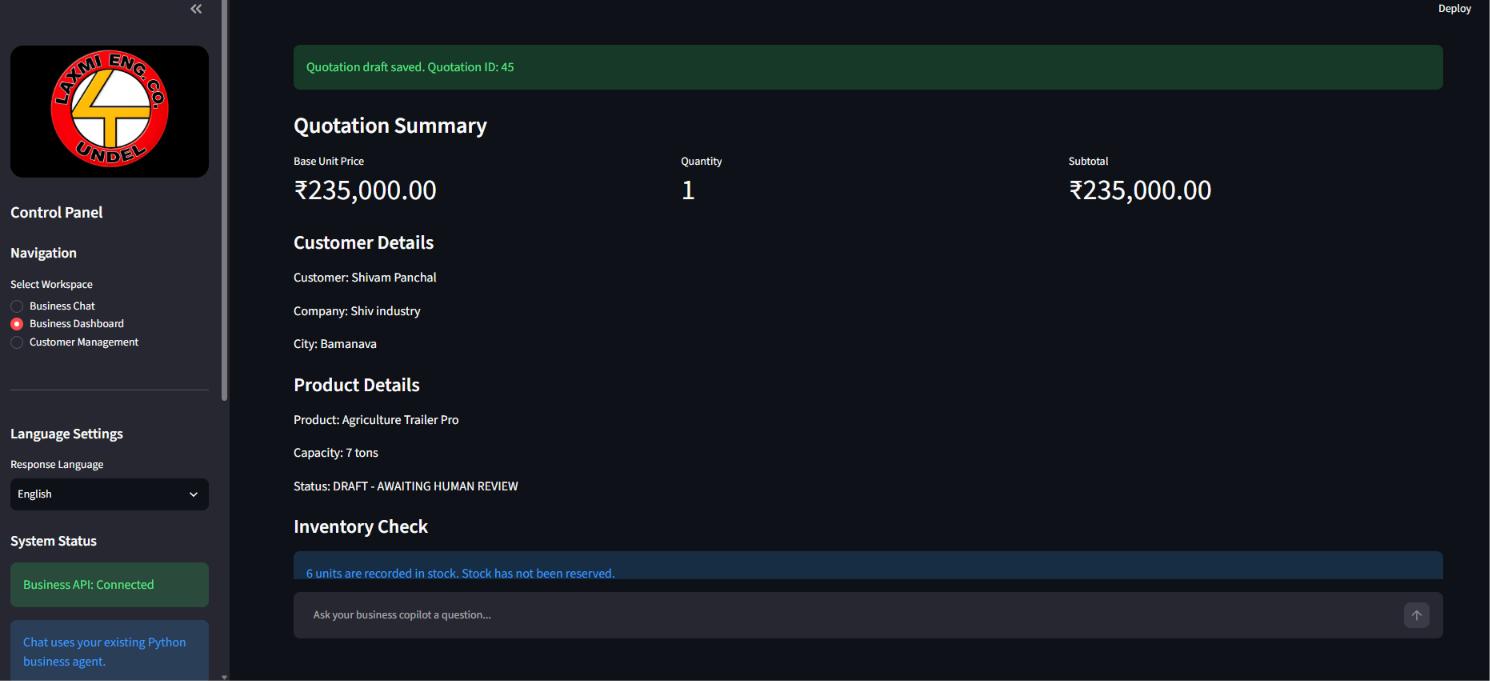 Deploy
LAXMI ENG. CO.
UNDEL
Control Panel
Navigation
Select Workspace
Business Chat
Business Dashboard
Customer Management
Language Settings
Response Language
English
System Status
Business API: Connected
Chat uses your existing Python
business agent.
Quotation draft saved. Quotation ID: 45
Quotation Summary
Base Unit Price
Quantity
Subtotal
₹235,000.00
1
₹235,000.00
Customer Details
Customer: Shivam Panchal
Company: Shiv industry
City: Bamanava
Product Details
Product: Agriculture Trailer Pro
Capacity: 7 tons
Status: DRAFT - AWAITING HUMAN REVIEW
Inventory Check
6 units are recorded in stock. Stock has not been reserved.
Ask your business copilot a question...